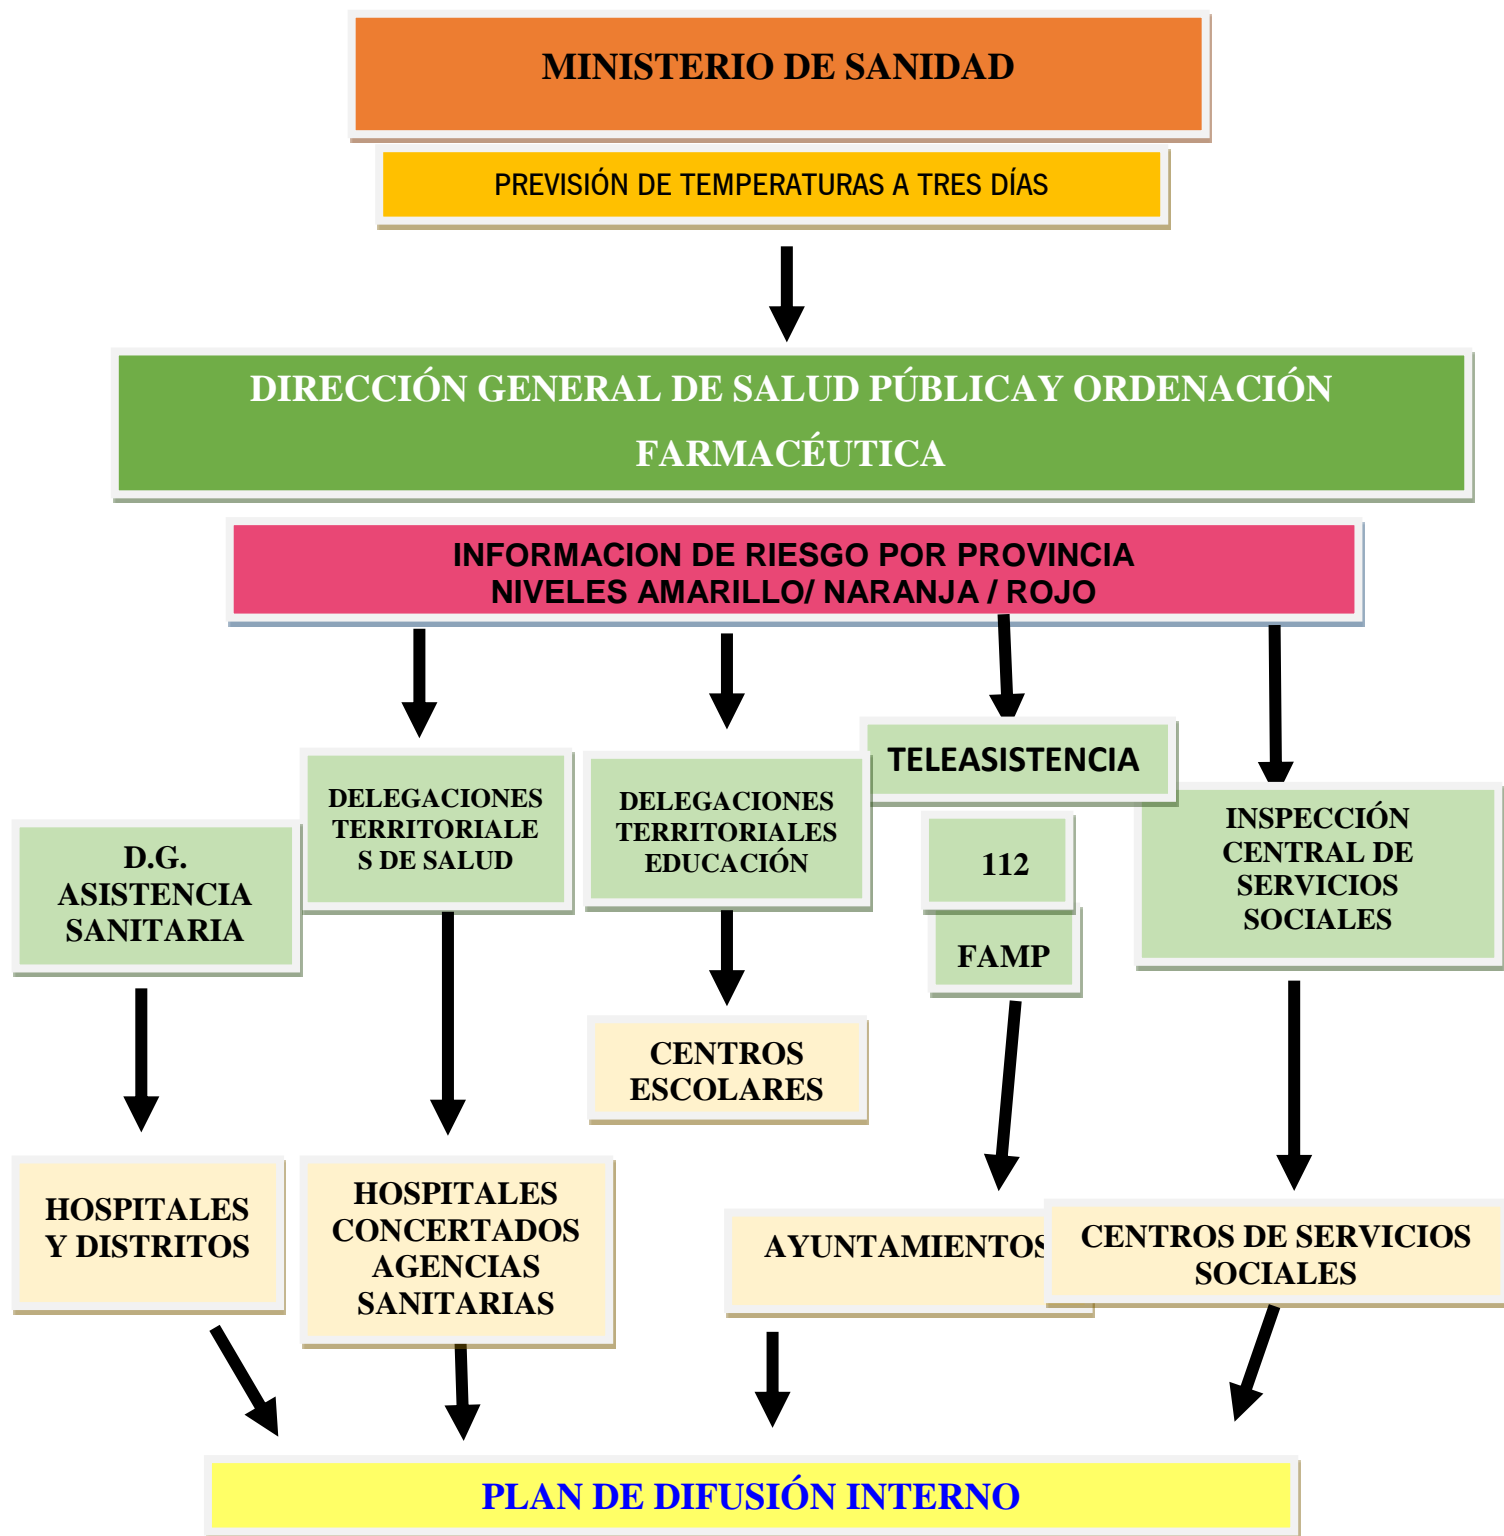 MINISTERIO DE SANIDAD
PREVISIÓN DE TEMPERATURAS A TRES DÍAS
DIRECCIÓN GENERAL DE SALUD PÚBLICAY ORDENACIÓN
FARMACÉUTICA
INFORMACION DE RIESGO POR PROVINCIA
NIVELES AMARILLO/ NARANJA / ROJO
D.G.
ASISTENCIA
SANITARIA
DELEGACIONES
TERRITORIALE
S DE SALUD
DELEGACIONES
TERRITORIALES
EDUCACIÓN
TELEASISTENCIA
112
FAMP
INSPECCIÓN
CENTRAL DE
SERVICIOS
SOCIALES
CENTROS
ESCOLARES
HOSPITALES
Y DISTRITOS
HOSPITALES
CONCERTADOS
AGENCIAS
SANITARIAS
AYUNTAMIENTOS
CENTROS DE SERVICIOS
SOCIALES
PLAN DE DIFUSIÓN INTERNO